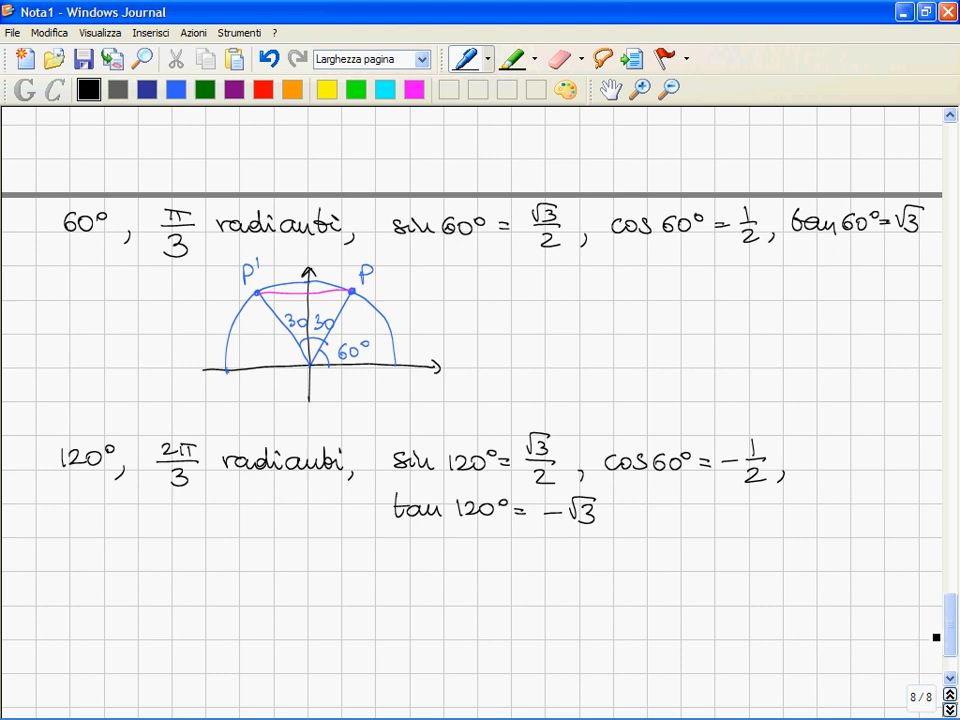 Nota1 - Windows Journal
File Modifica Visualizza Inserisci Azioni Strumenti ?
Larghezza pagina
G C
60°, π/3 radianti, sin 60° = √3/2, cos 60° = 1/2, tan 60° = √3
P' P
30 30
60°
120°, 2π/3 radianti, sin 120° = √3/2, cos 60° = -1/2,
tan 120° = -√3
8 / 8